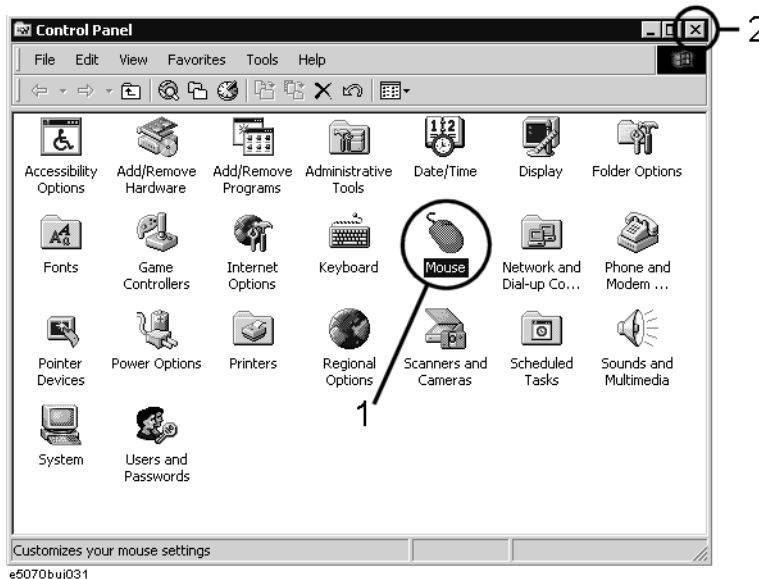 Control Panel
2
File Edit View Favorites Tools Help
Accessibility Options
Add/Remove Hardware
Add/Remove Programs
Administrative Tools
Date/Time
Display
Folder Options
Fonts
Game Controllers
Internet Options
Keyboard
Mouse
Network and Dial-up Co...
Phone and Modem ...
Pointer Devices
Power Options
Printers
Regional Options
Scanners and Cameras
Scheduled Tasks
Sounds and Multimedia
1
System
Users and Passwords
Customizes your mouse settings
e5070bui031